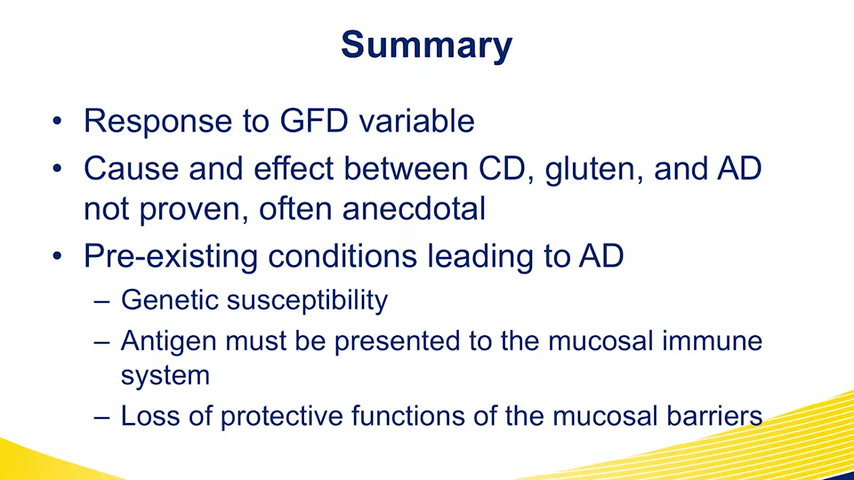 Summary
• Response to GFD variable
• Cause and effect between CD, gluten, and AD
not proven, often anecdotal
• Pre-existing conditions leading to AD
– Genetic susceptibility
– Antigen must be presented to the mucosal immune
system
– Loss of protective functions of the mucosal barriers